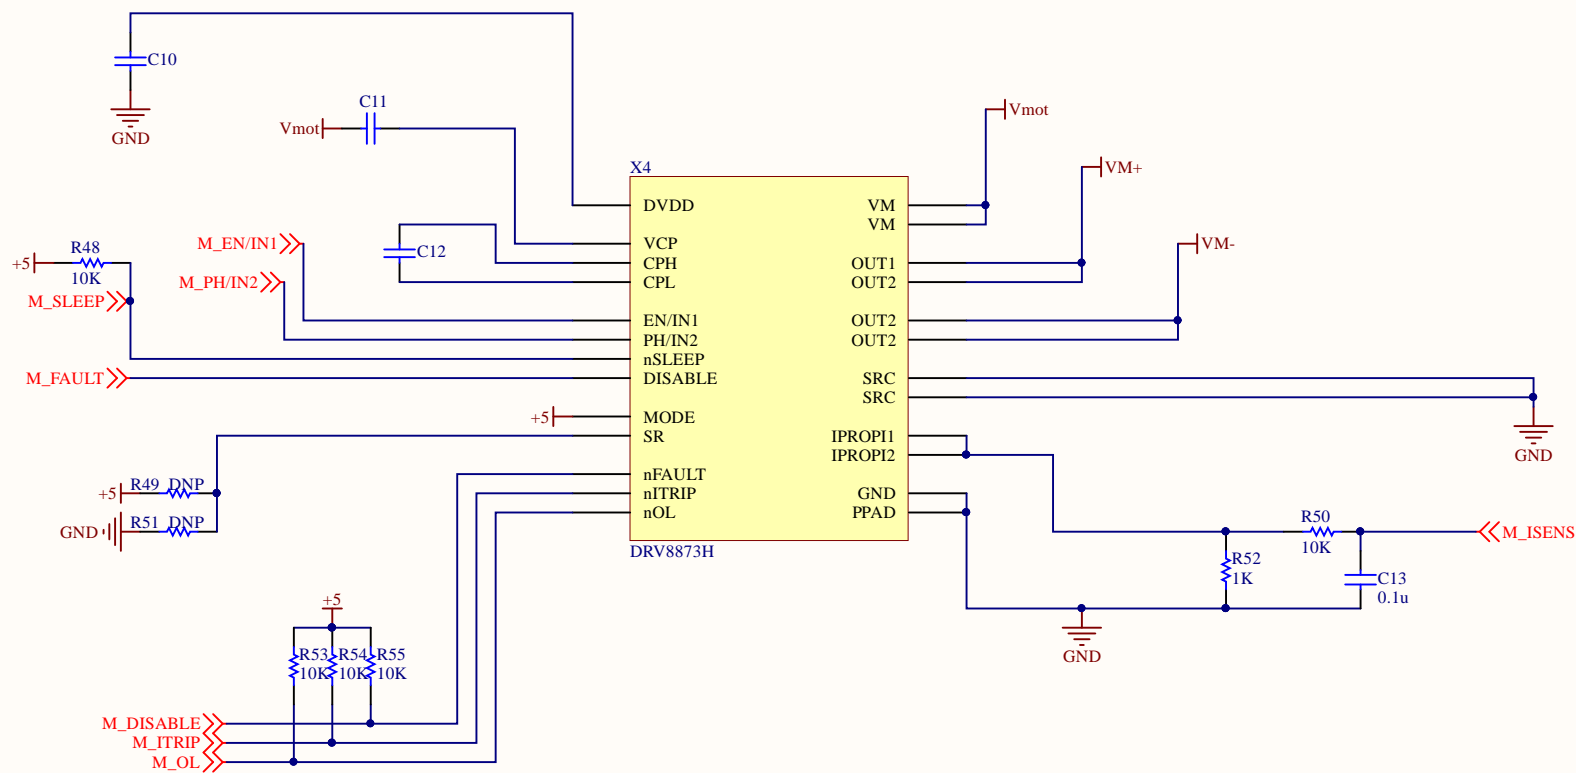 C10
GND
C11
Vmot
Vmot
X4
VM+
DVDD
VM
VCP
VM
M_EN/IN1
R48
C12
VM-
+5
10K
CPH
OUT1
M_PH/IN2
CPL
OUT2
M_SLEEP
EN/IN1
OUT2
PH/IN2
OUT2
nSLEEP
M_FAULT
DISABLE
SRC
SRC
+5
MODE
SR
IPROPI1
IPROPI2
GND
nFAULT
R49 DNP
+5
nITRIP
GND
nOL
PPAD
R51 DNP
GND
R50
10K
M_ISENS
DRV8873H
R52
1K
C13
0.1u
GND
+5
R53
R54
R55
10K
10K
10K
M_DISABLE
M_ITRIP
M_OL